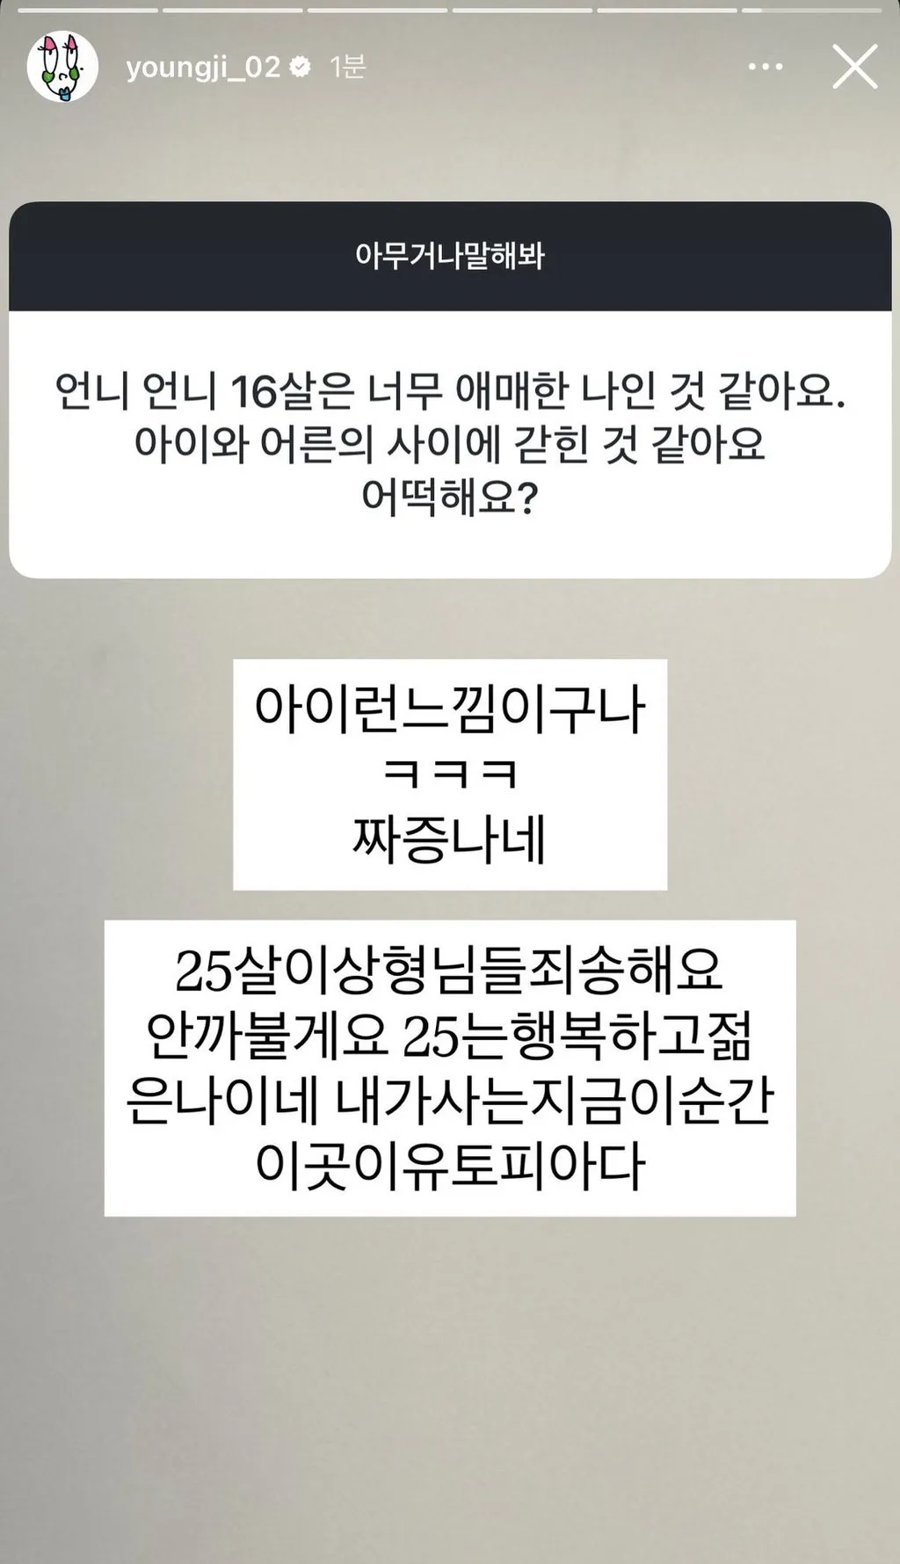 youngji_02 1분
아무거나말해봐
언니 언니 16살은 너무 애매한 나인 것 같아요.
아이와 어른의 사이에 갇힌 것 같아요
어떡해요?
아이런느낌이구나
ㅋㅋㅋ
짜증나네
25살이상형님들죄송해요
안까불게요 25는행복하고젊
은나이네 내가사는지금이순간
이곳이유토피아다